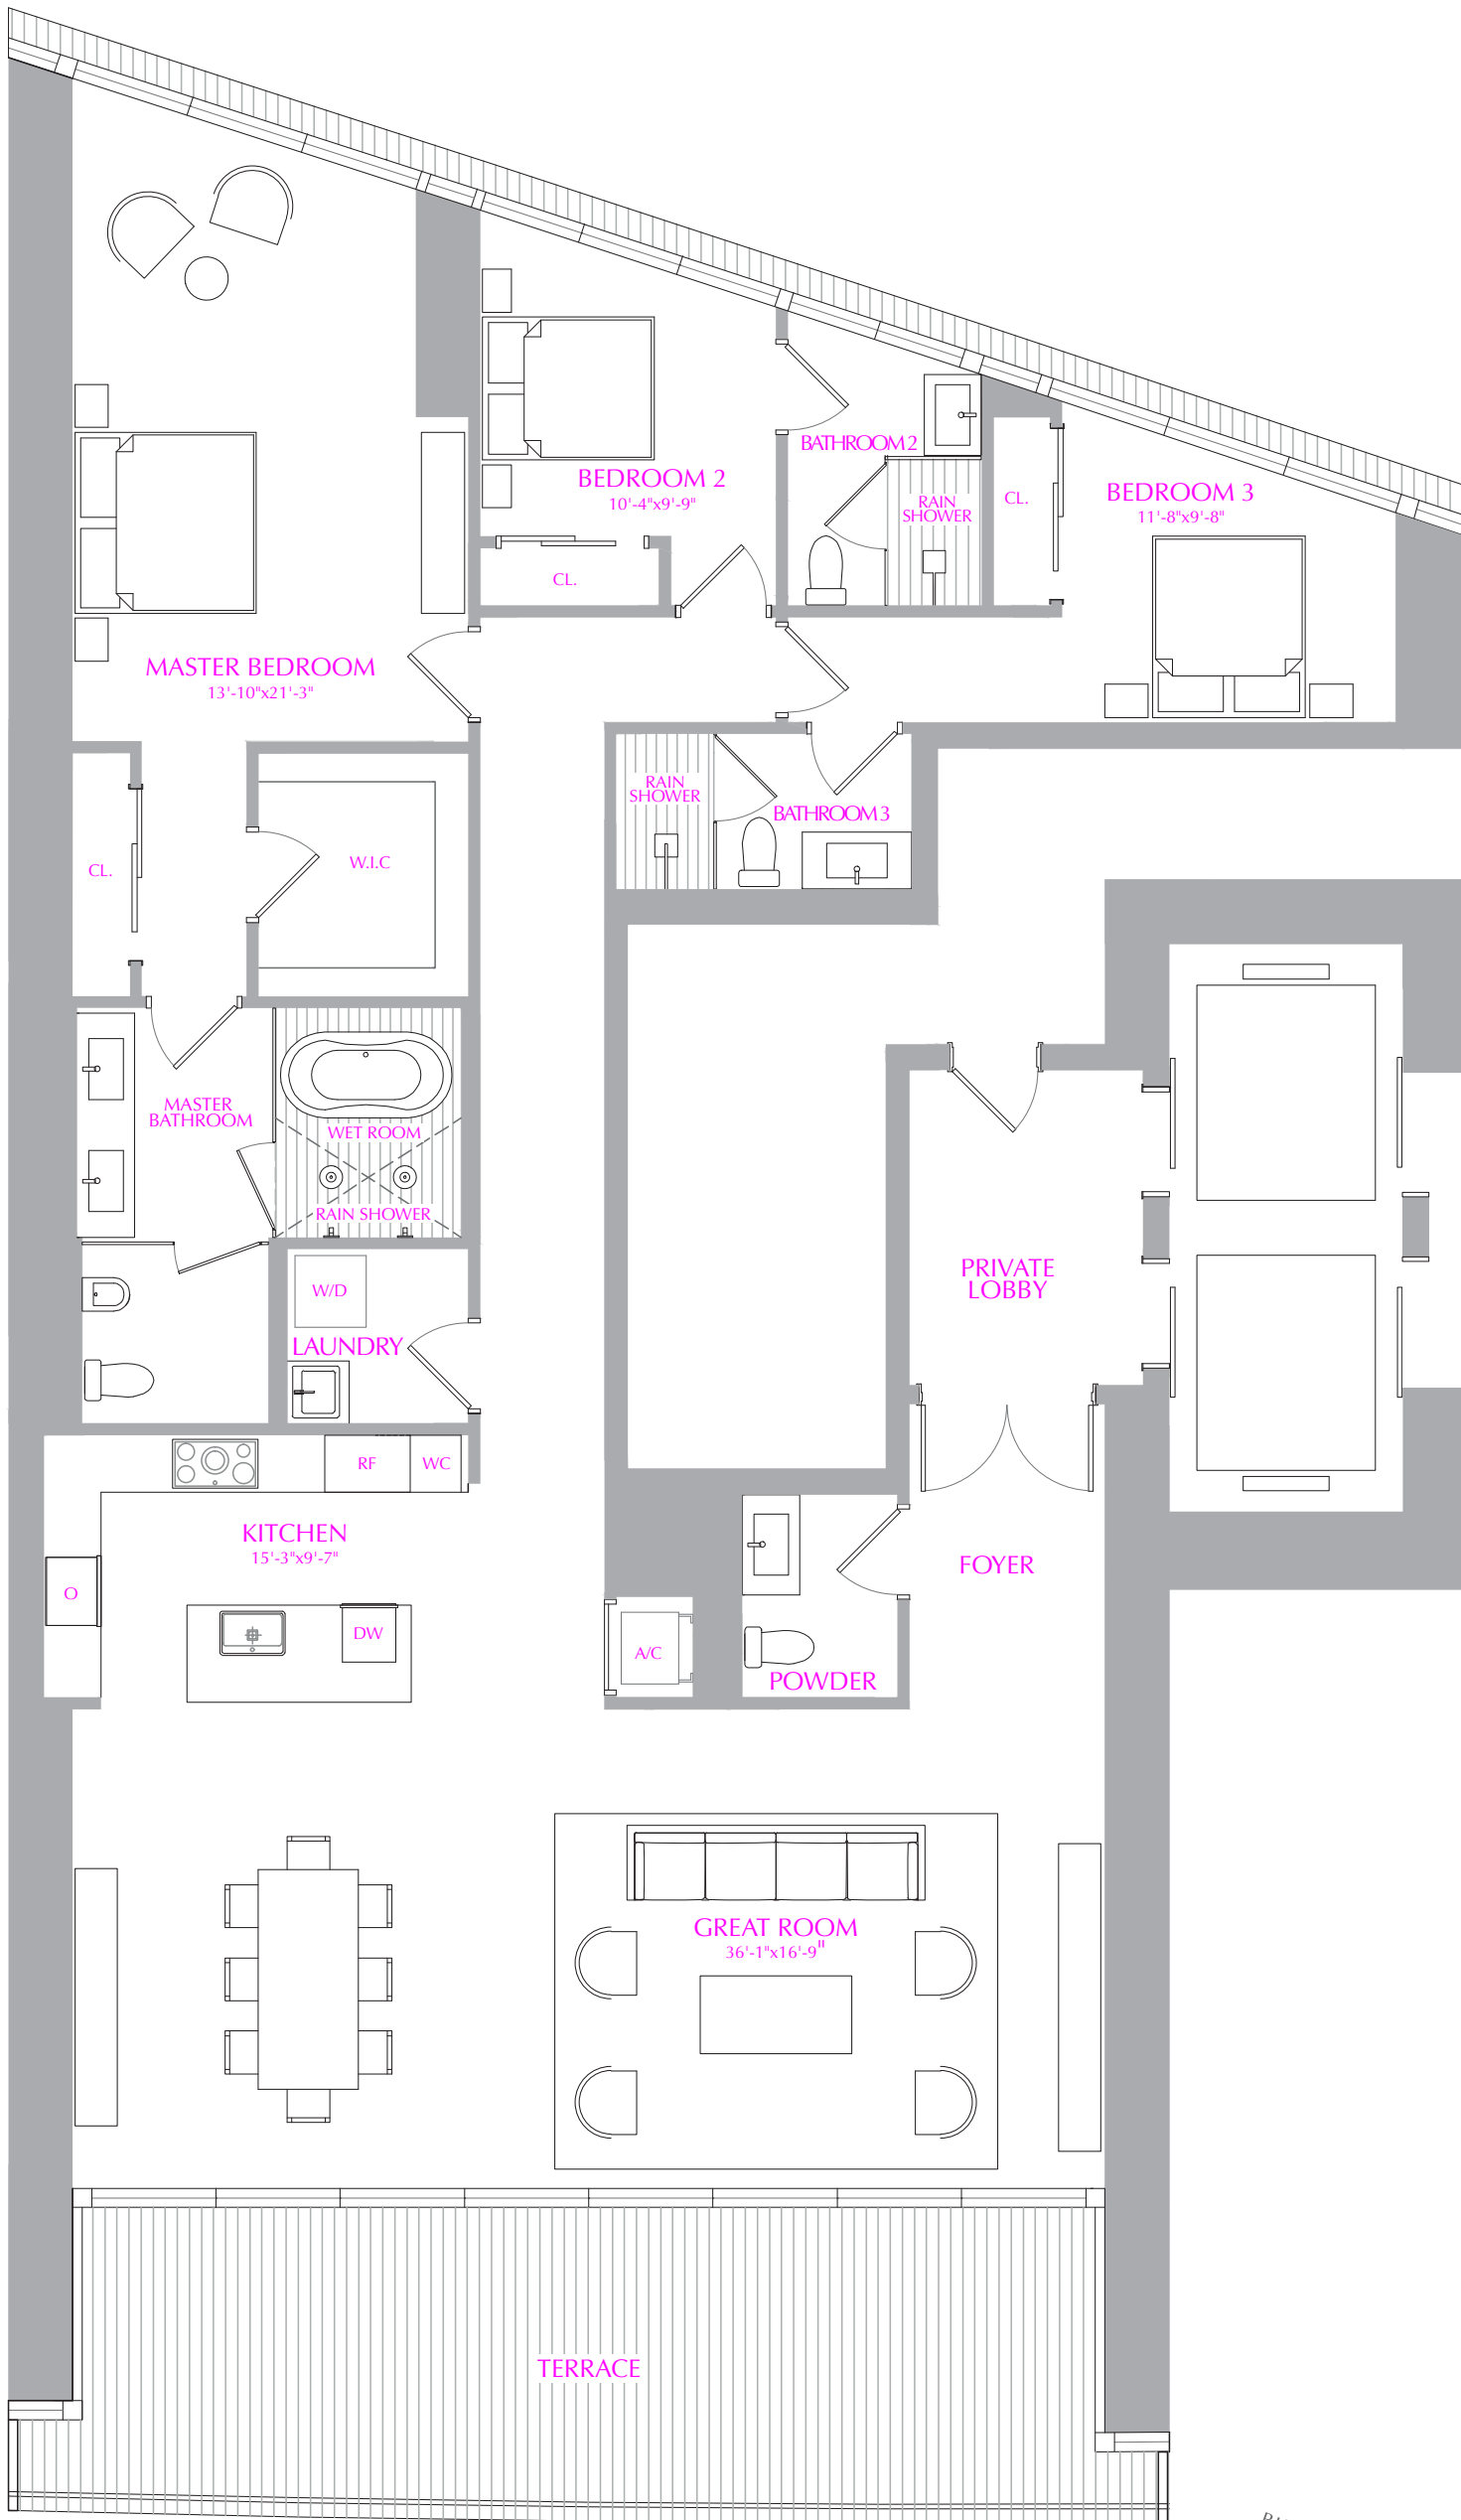 BATHROOM 2
BEDROOM 2
10'-4"x9'-9"
BEDROOM 3
11'-8"x9'-8"
RAIN
SHOWER
CL.
CL.
MASTER BEDROOM
13'-10"x21'-3"
RAIN
SHOWER
BATHROOM 3
CL.
W.I.C
MASTER
BATHROOM
WET ROOM
RAIN SHOWER
PRIVATE
LOBBY
W/D
LAUNDRY
RF
WC
KITCHEN
15'-3"x9'-7"
FOYER
O
DW
A/C
POWDER
GREAT ROOM
36'-1"x16'-9"
TERRACE